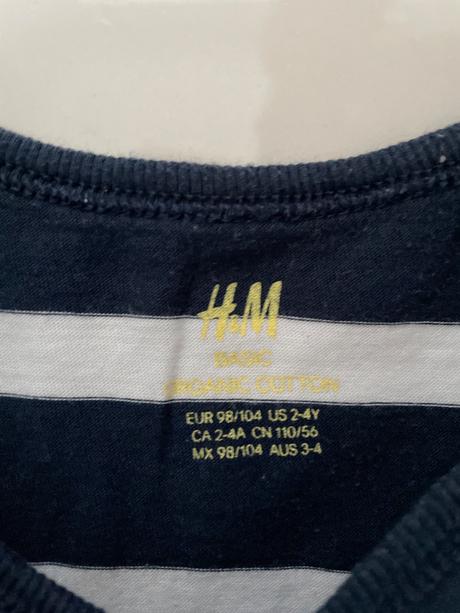 H&M
BASIC
ORGANIC COTTON
EUR 98/104 US 2-4Y
CA 2-4A CN 110/56
MX 98/104 AUS 3-4